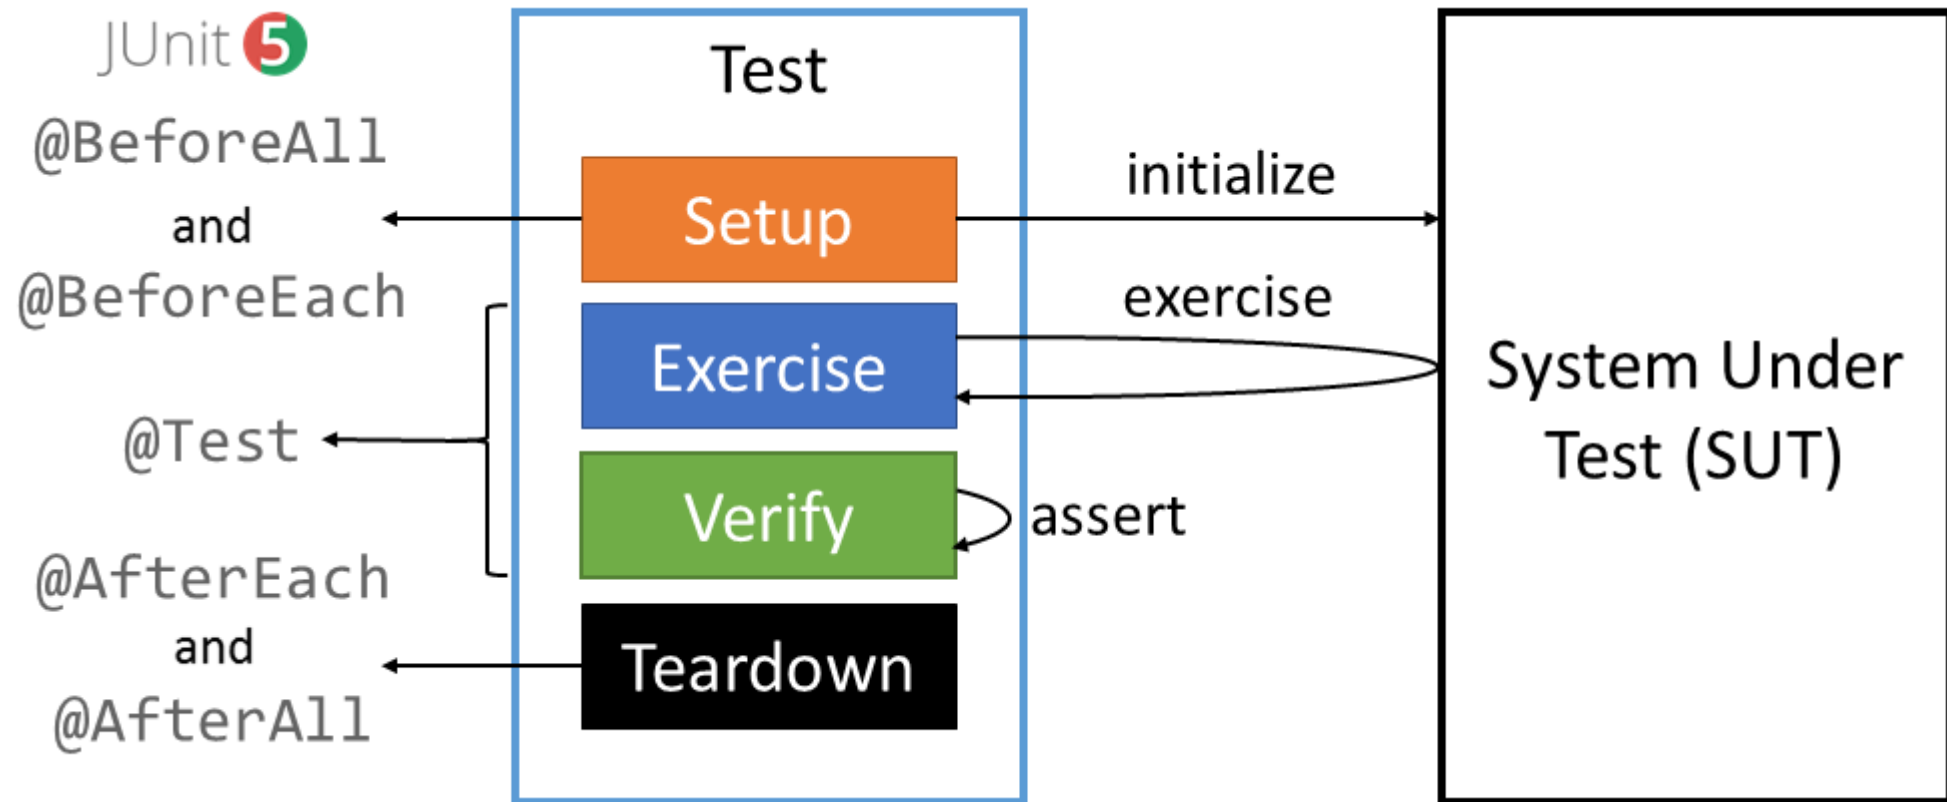 JUnit 5
@BeforeAll
and
@BeforeEach
@Test
@AfterEach
and
@AfterAll
Test
Setup
Exercise
Verify
Teardown
initialize
exercise
assert
System Under
Test (SUT)